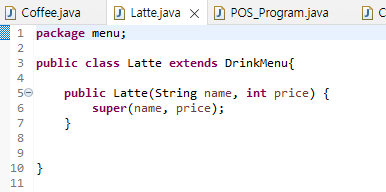 Coffee.java
Latte.java
POS_Program.java
C
1 package menu;
2
3 public class Latte extends DrinkMenu{
4
5 public Latte(String name, int price) {
6 super(name, price);
7 }
8
9
10 }
11